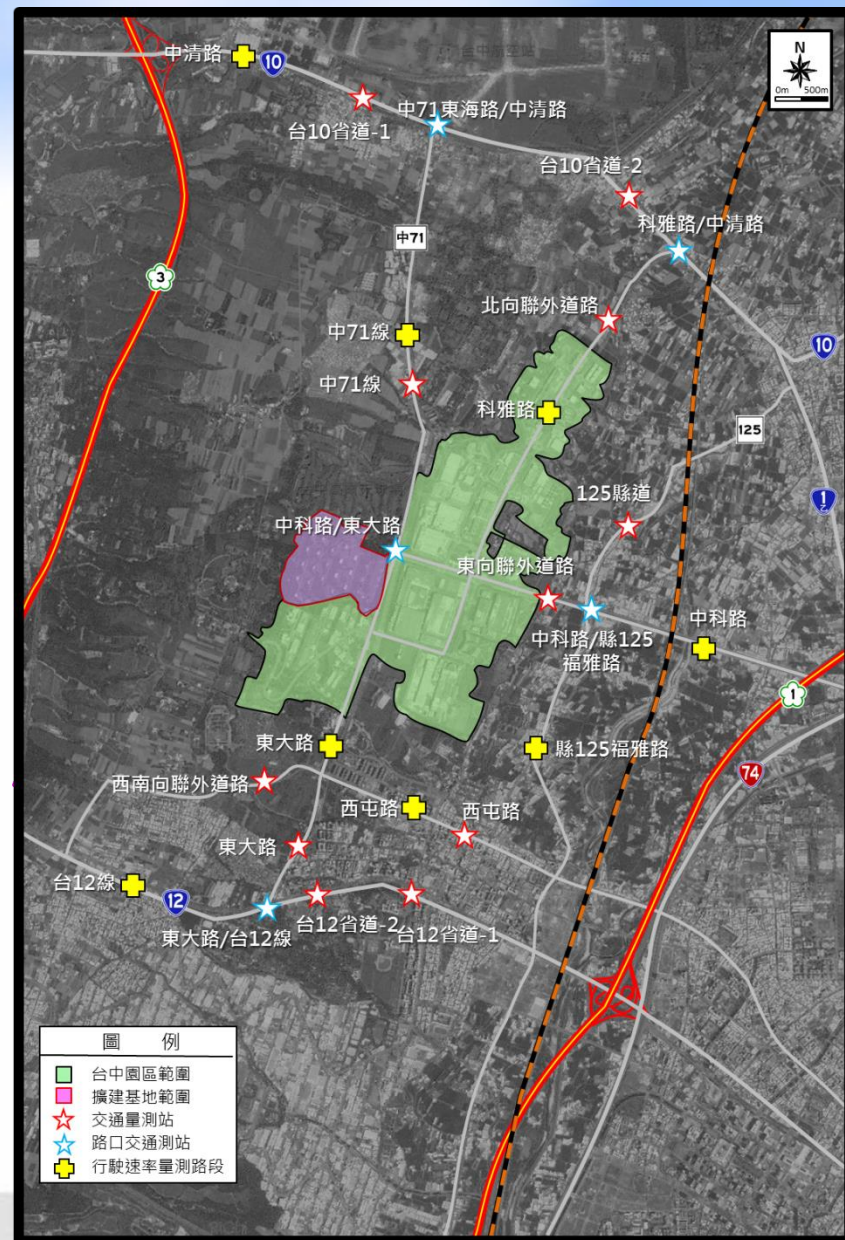 中清路
10
N
0m 500m
台10省道-1
中71東海路/中清路
台10省道-2
科雅路/中清路
中71
3
北向聯外道路
中71線
10
中71線
科雅路
125
125縣道
1乙
中科路/東大路
東向聯外道路
中科路/縣125
福雅路
中科路
1
東大路
縣125福雅路
74
西南向聯外道路
西屯路
西屯路
東大路
台12線
12
台12省道-2
台12省道-1
東大路/台12線
圖 例
台中園區範圍
擴建基地範圍
交通量測站
路口交通測站
行駛速率量測路段